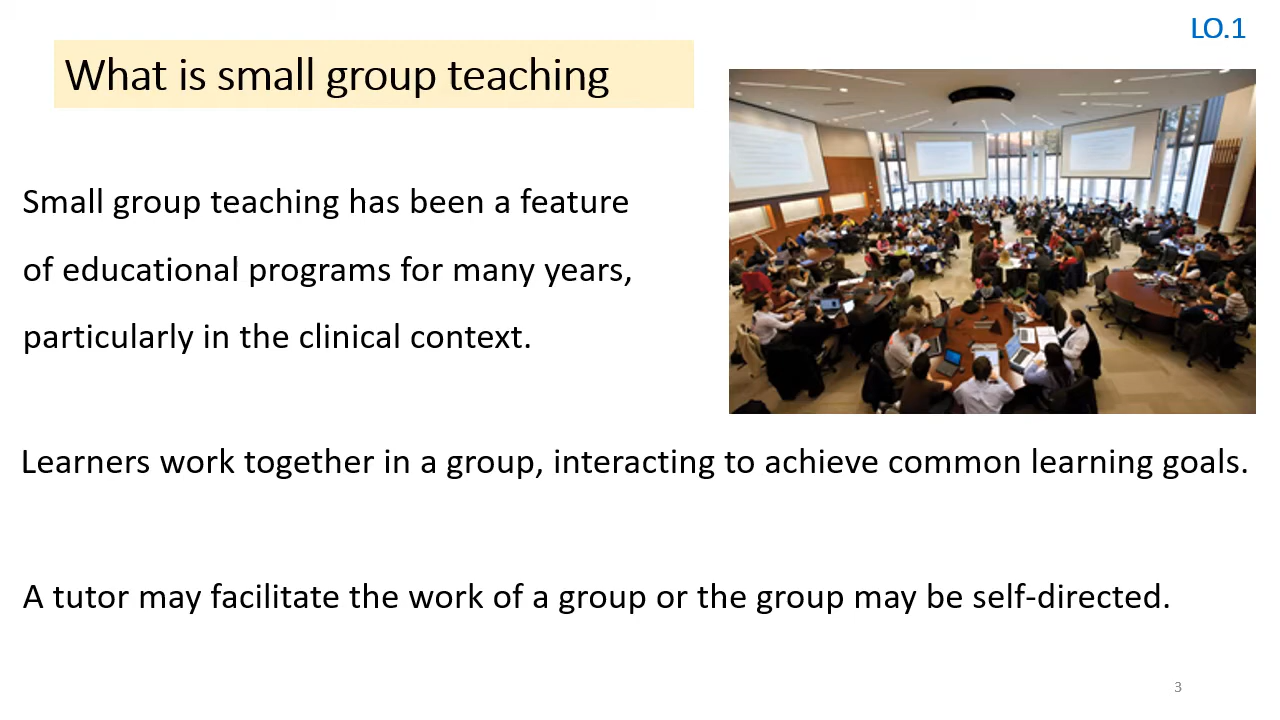 LO.1
What is small group teaching
Small group teaching has been a feature
of educational programs for many years,
particularly in the clinical context.
Learners work together in a group, interacting to achieve common learning goals.
A tutor may facilitate the work of a group or the group may be self-directed.
3